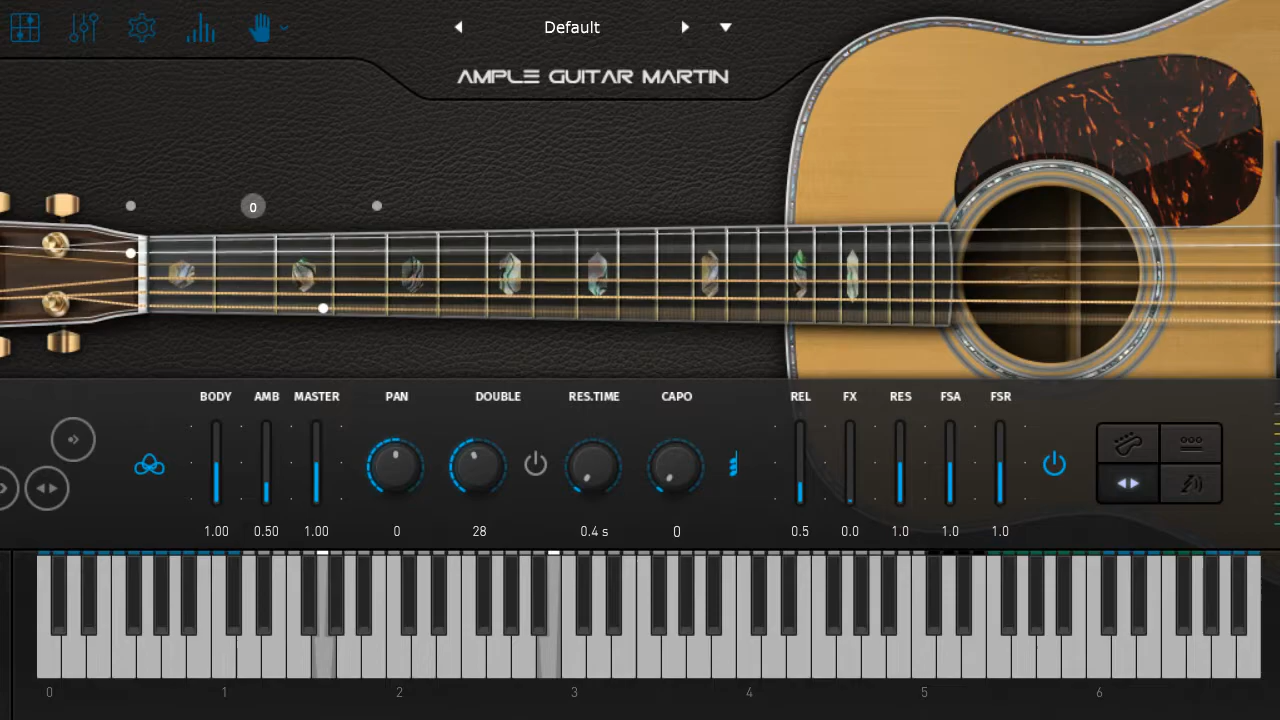 Default
AMPLE GUITAR MARTIN
0
BODY AMB MASTER PAN DOUBLE RES.TIME CAPO REL FX RES FSA FSR
1.00 0.50 1.00 0 28 0.4 s 0 0.5 0.0 1.0 1.0 1.0
0 1 2 3 4 5 6